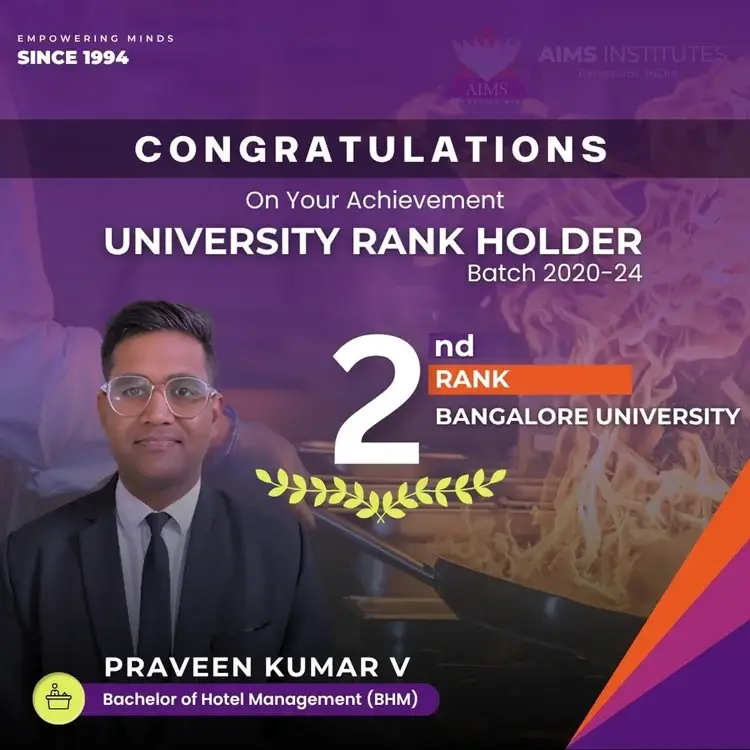 EMPOWERING MINDS
SINCE 1994
AIMS
AIMS INSTITUTES
CONGRATULATIONS
On Your Achievement
UNIVERSITY RANK HOLDER
Batch 2020-24
2nd
RANK
BANGALORE UNIVERSITY
PRAVEEN KUMAR V
Bachelor of Hotel Management (BHM)